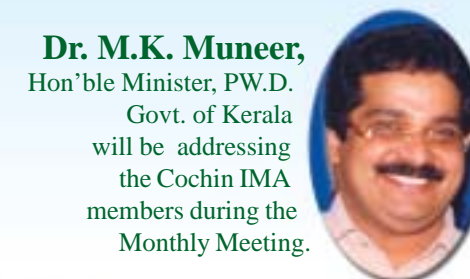 Dr. M.K. Muneer,
Hon’ble Minister, PW.D.
Govt. of Kerala
will be addressing
the Cochin IMA
members during the
Monthly Meeting.